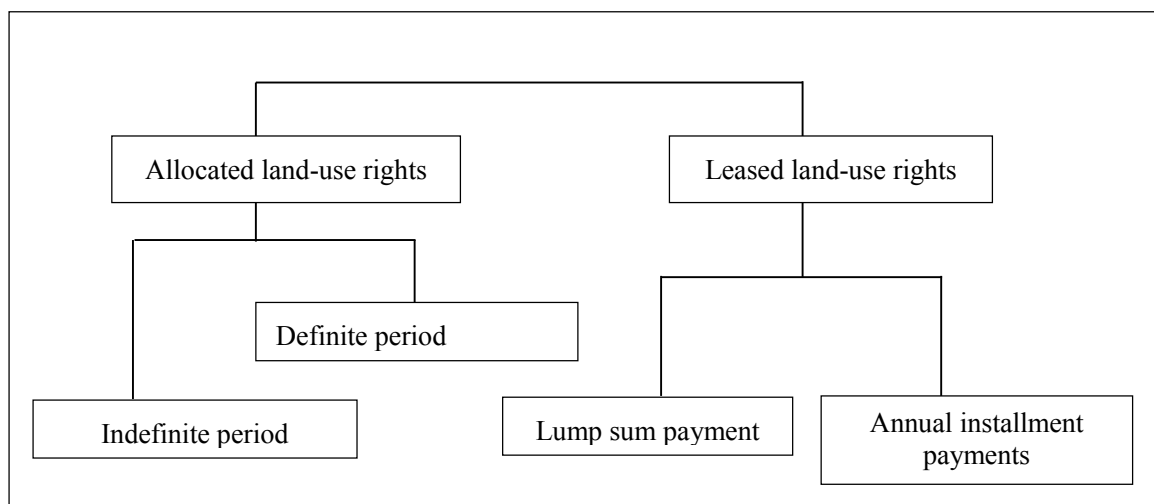 Allocated land-use rights
Leased land-use rights
Definite period
Indefinite period
Lump sum payment
Annual installment
payments